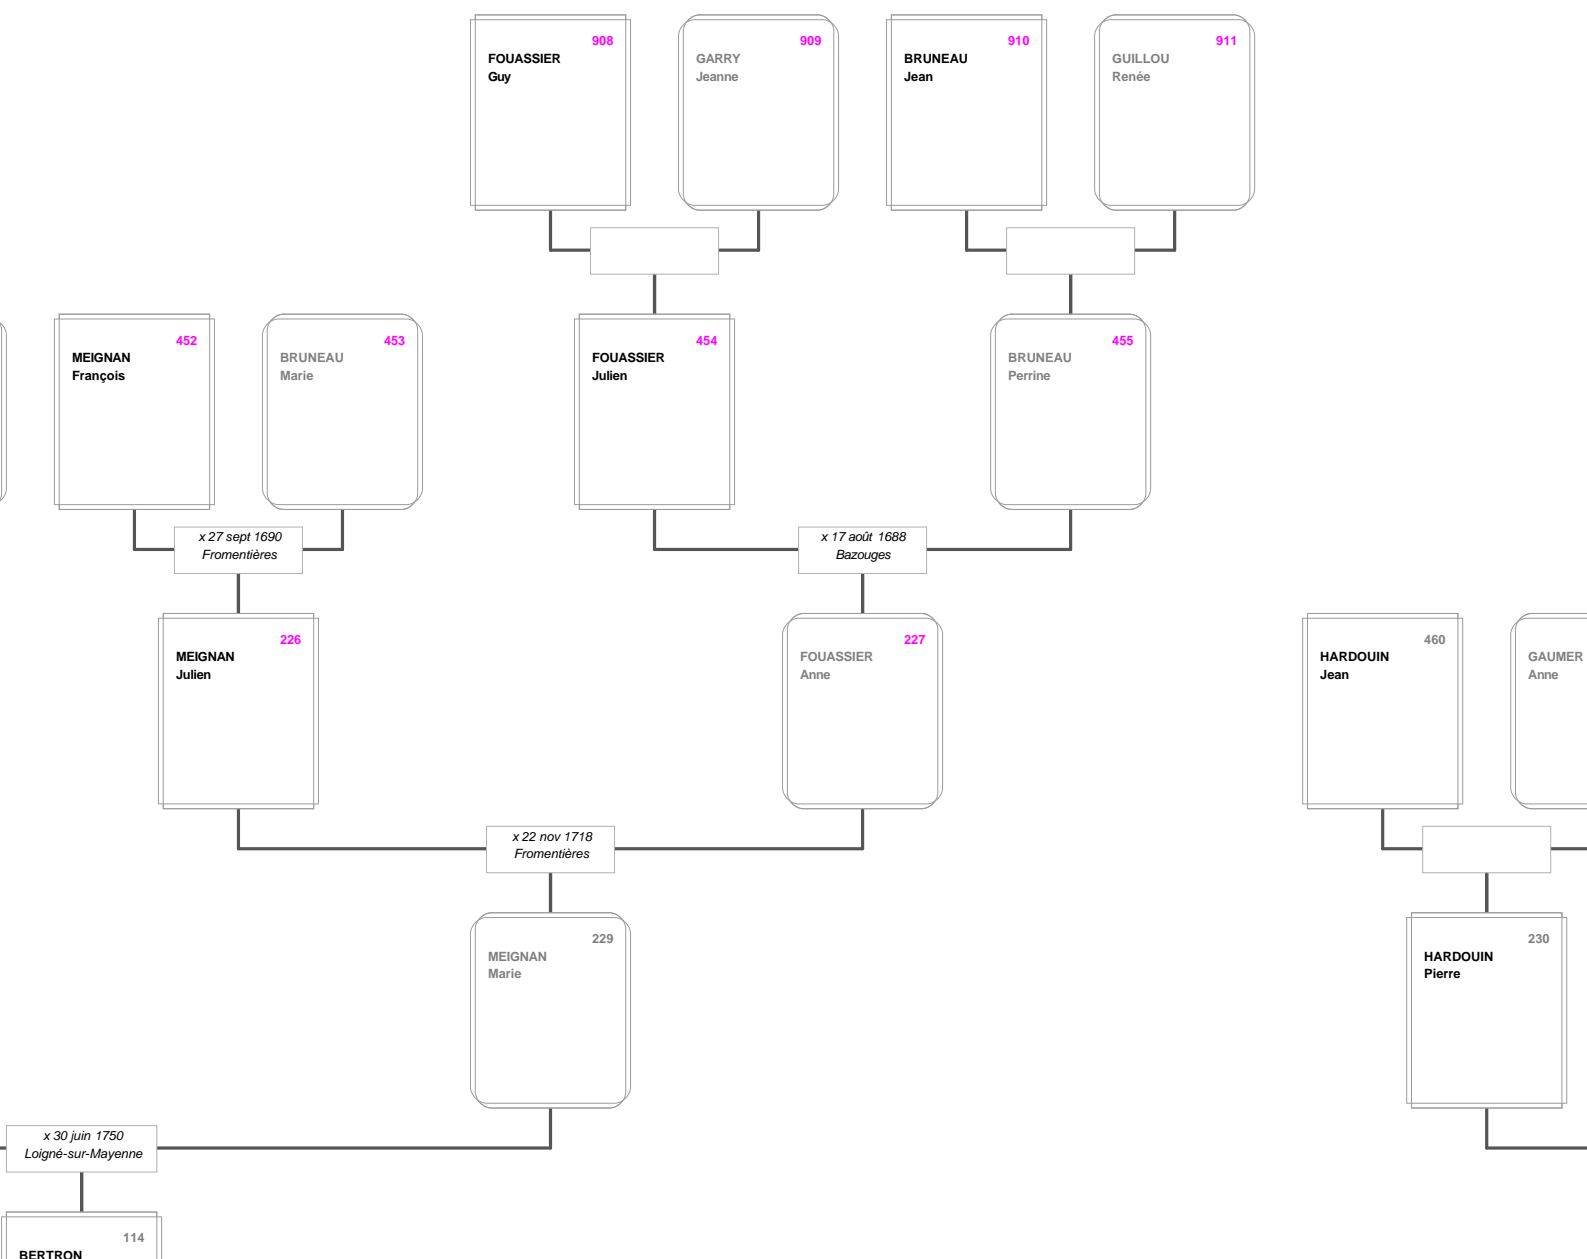 908
FOUASSIER
Guy
909
GARRY
Jeanne
910
BRUNEAU
Jean
911
GUILLOU
Renée
452
MEIGNAN
François
453
BRUNEAU
Marie
454
FOUASSIER
Julien
455
BRUNEAU
Perrine
x 27 sept 1690
Fromentières
x 17 août 1688
Bazouges
226
MEIGNAN
Julien
227
FOUASSIER
Anne
460
HARDOUIN
Jean
GAUMER
Anne
x 22 nov 1718
Fromentières
229
MEIGNAN
Marie
230
HARDOUIN
Pierre
x 30 juin 1750
Loigné-sur-Mayenne
114
BERTRON